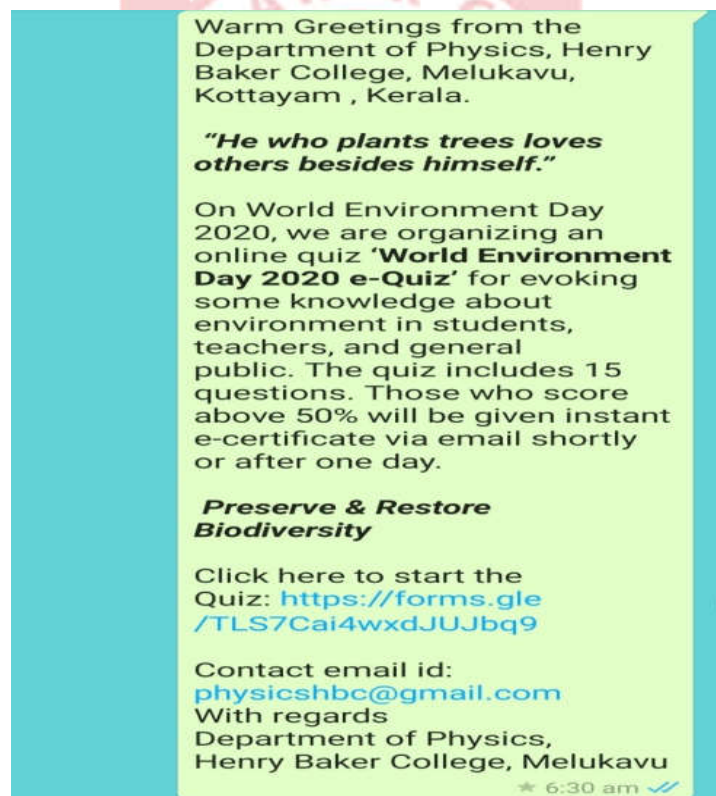 Warm Greetings from the
Department of Physics, Henry
Baker College, Melukavu,
Kottayam , Kerala.
"He who plants trees loves
others besides himself."
On World Environment Day
2020, we are organizing an
online quiz ‘World Environment
Day 2020 e-Quiz’ for evoking
some knowledge about
environment in students,
teachers, and general
public. The quiz includes 15
questions. Those who score
above 50% will be given instant
e-certificate via email shortly
or after one day.
Preserve & Restore
Biodiversity
Click here to start the
Quiz: https://forms.gle
/TLS7Cai4wxdJUJbq9
Contact email id:
physicshbc@gmail.com
With regards
Department of Physics,
Henry Baker College, Melukavu
6:30 am